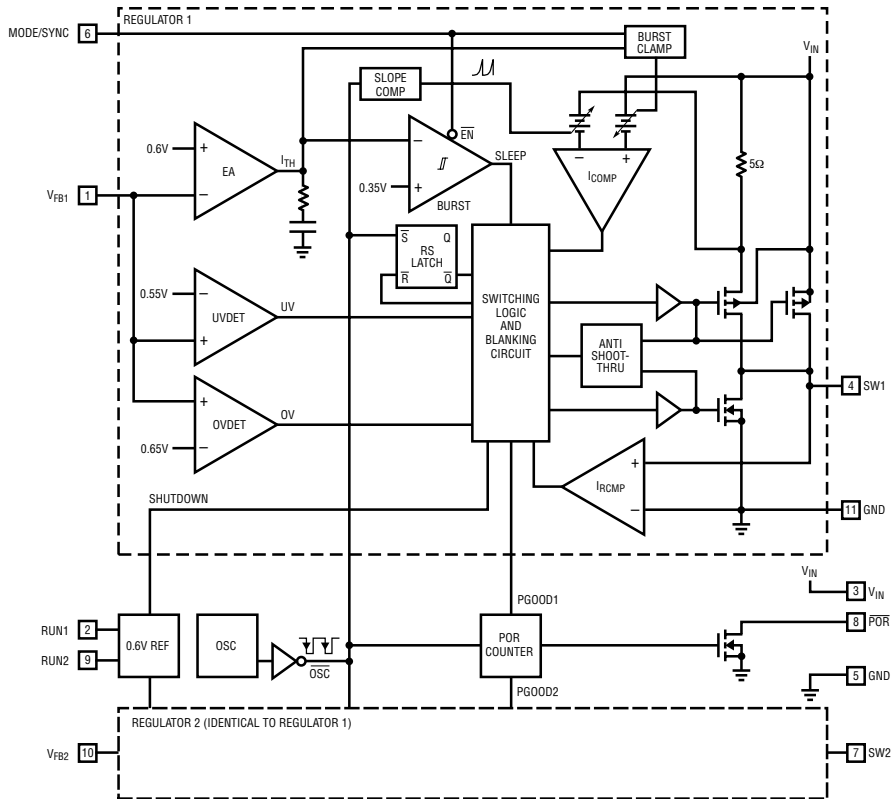 REGULATOR 1
MODE/SYNC
6
BURST
CLAMP
VIN
SLOPE
COMP
EN
0.6V
+
–
EA
ITH
–
+
0.35V
SLEEP
BURST
–
+
ICOMP
5Ω
VFB1
1
S
Q
RS
LATCH
R
Q
SWITCHING
LOGIC
AND
BLANKING
CIRCUIT
0.55V
–
+
UVDET
UV
ANTI
SHOOT-
THRU
4
SW1
+
–
OVDET
OV
0.65V
+
–
IRCMP
SHUTDOWN
11
GND
VIN
3
VIN
PGOOD1
8
POR
RUN1
2
RUN2
9
0.6V REF
OSC
OSC
POR
COUNTER
5
GND
PGOOD2
REGULATOR 2 (IDENTICAL TO REGULATOR 1)
VFB2
10
7
SW2